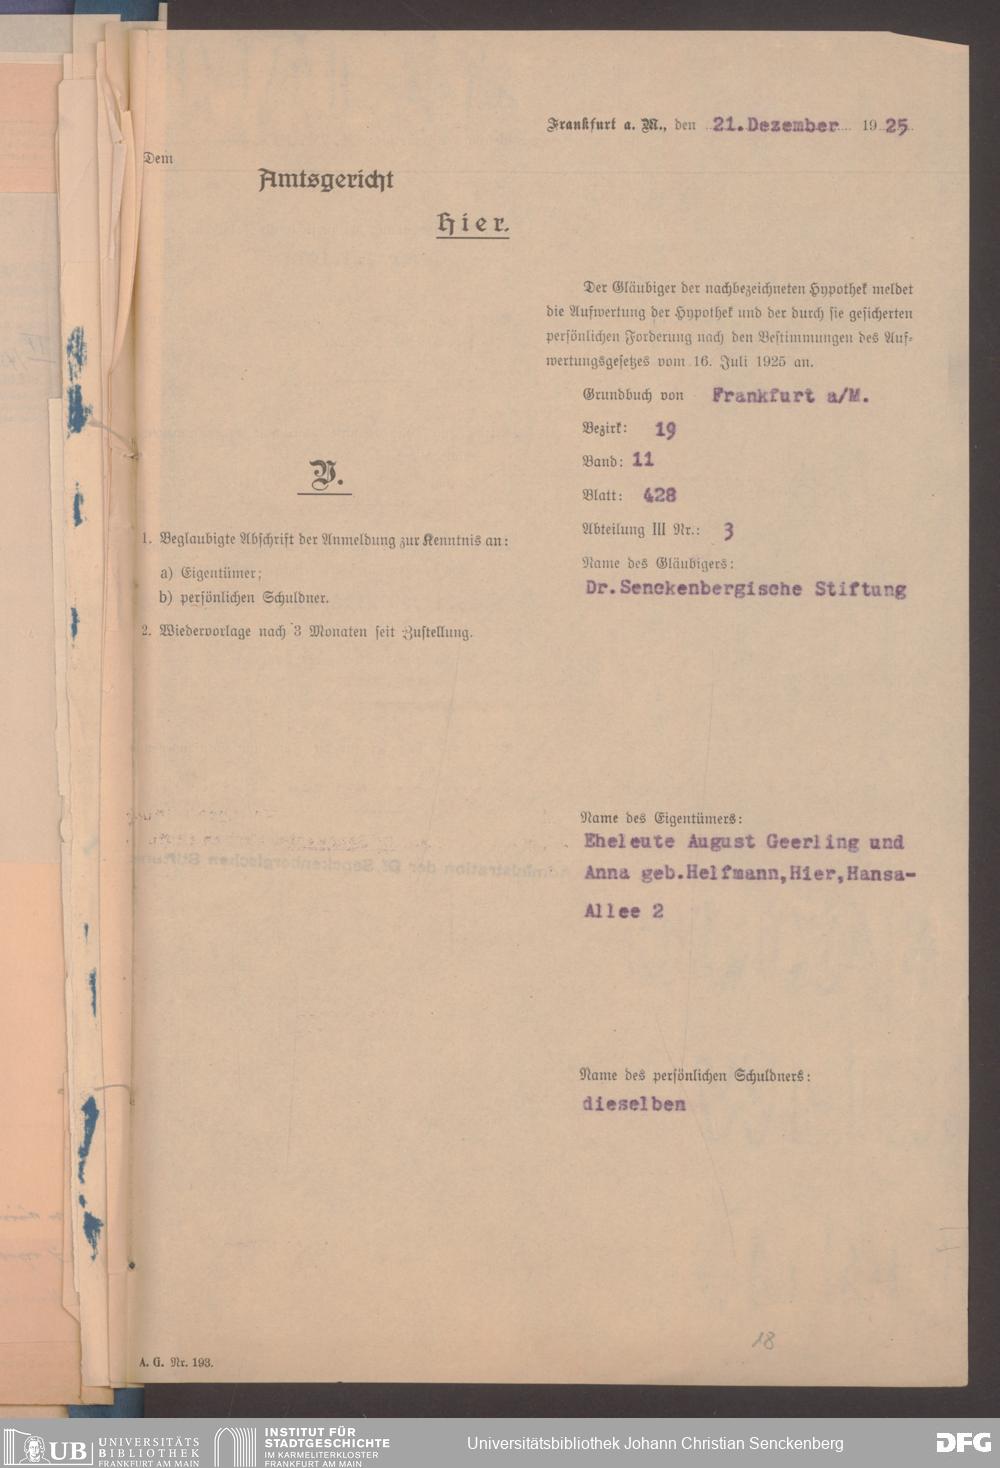 Frankfurt a. M., den 21.Dezember 1925
Dem
Amtsgericht
Hier.
Der Gläubiger der nachbezeichneten Hypothek meldet
die Aufwertung der Hypothek und der durch sie gesicherten
persönlichen Forderung nach den Bestimmungen des Auf-
wertungsgesetzes vom 16. Juli 1925 an.
Grundbuch von Frankfurt a/M.
Bezirk: 19
Band: 11
Blatt: 428
Abteilung III Nr.: 3
Name des Gläubigers:
Dr.Senckenbergische Stiftung
V.
1. Beglaubigte Abschrift der Anmeldung zur Kenntnis an:
a) Eigentümer;
b) persönlichen Schuldner.
2. Wiedervorlage nach 3 Monaten seit Zustellung.
Name des Eigentümers:
Eheleute August Geerling und
Anna geb.Helfmann,Hier,Hansa-
Allee 2
Name des persönlichen Schuldners:
dieselben
18
A. G. Nr. 193.
UB UNIVERSITÄTS
BIBLIOTHEK
FRANKFURT AM MAIN
INSTITUT FÜR
STADTGESCHICHTE
IM KARMELITERKLOSTER
FRANKFURT AM MAIN
Universitätsbibliothek Johann Christian Senckenberg
DFG